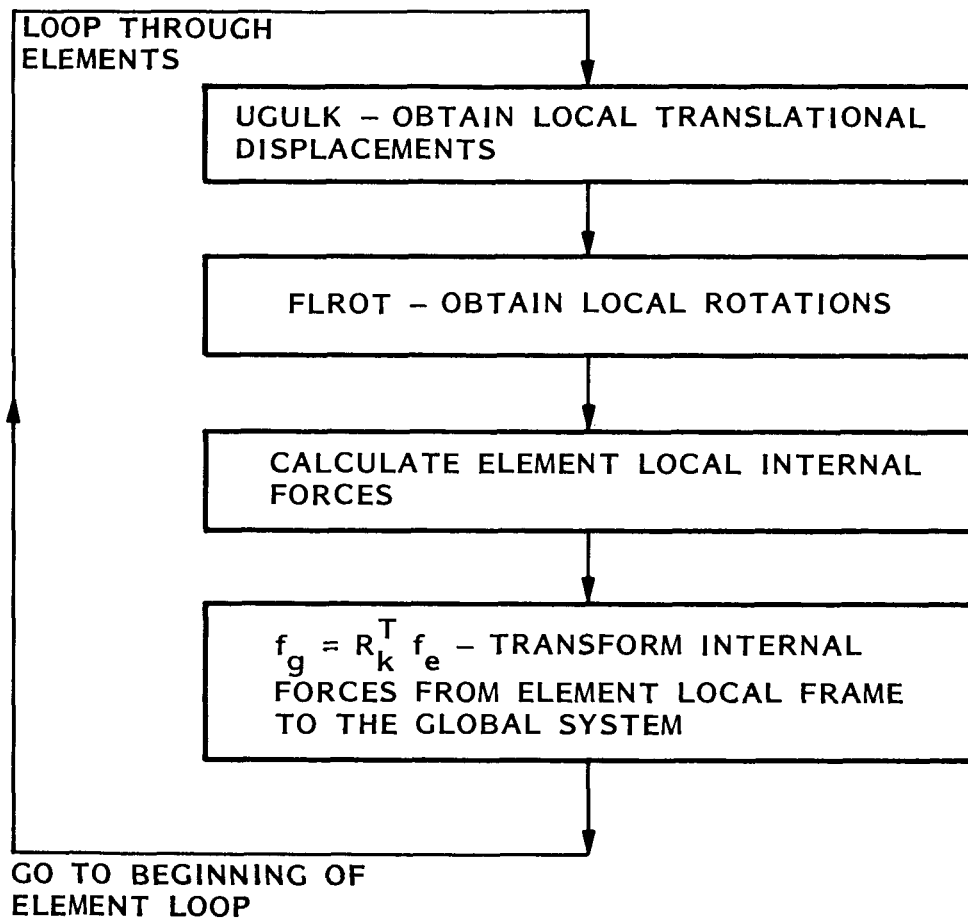 LOOP THROUGH
ELEMENTS
UGULK – OBTAIN LOCAL TRANSLATIONAL
DISPLACEMENTS
FLROT – OBTAIN LOCAL ROTATIONS
CALCULATE ELEMENT LOCAL INTERNAL
FORCES
f_g = R_k^T f_e – TRANSFORM INTERNAL
FORCES FROM ELEMENT LOCAL FRAME
TO THE GLOBAL SYSTEM
GO TO BEGINNING OF
ELEMENT LOOP